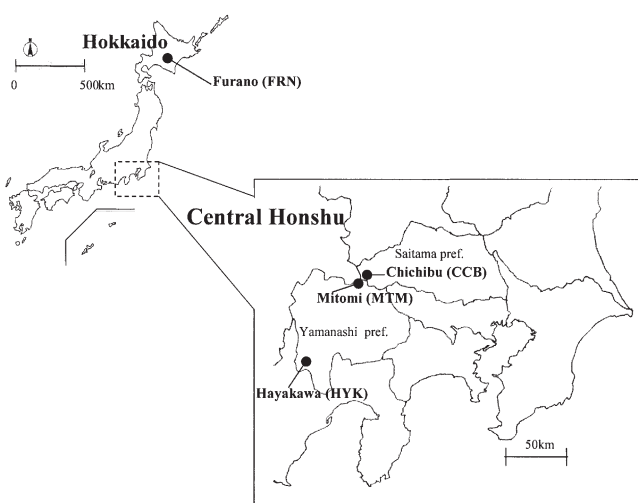 Hokkaido
0 500km
Furano (FRN)
Central Honshu
Saitama pref.
Chichibu (CCB)
Mitomi (MTM)
Yamanashi pref.
Hayakawa (HYK)
50km